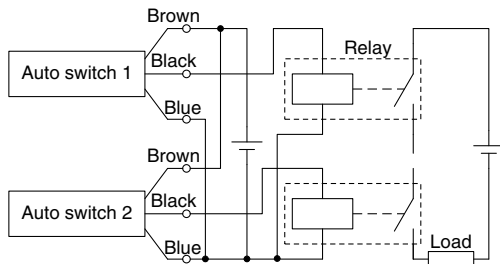 Brown
Auto switch 1
Black
Blue
Relay
Brown
Auto switch 2
Black
Blue
Load